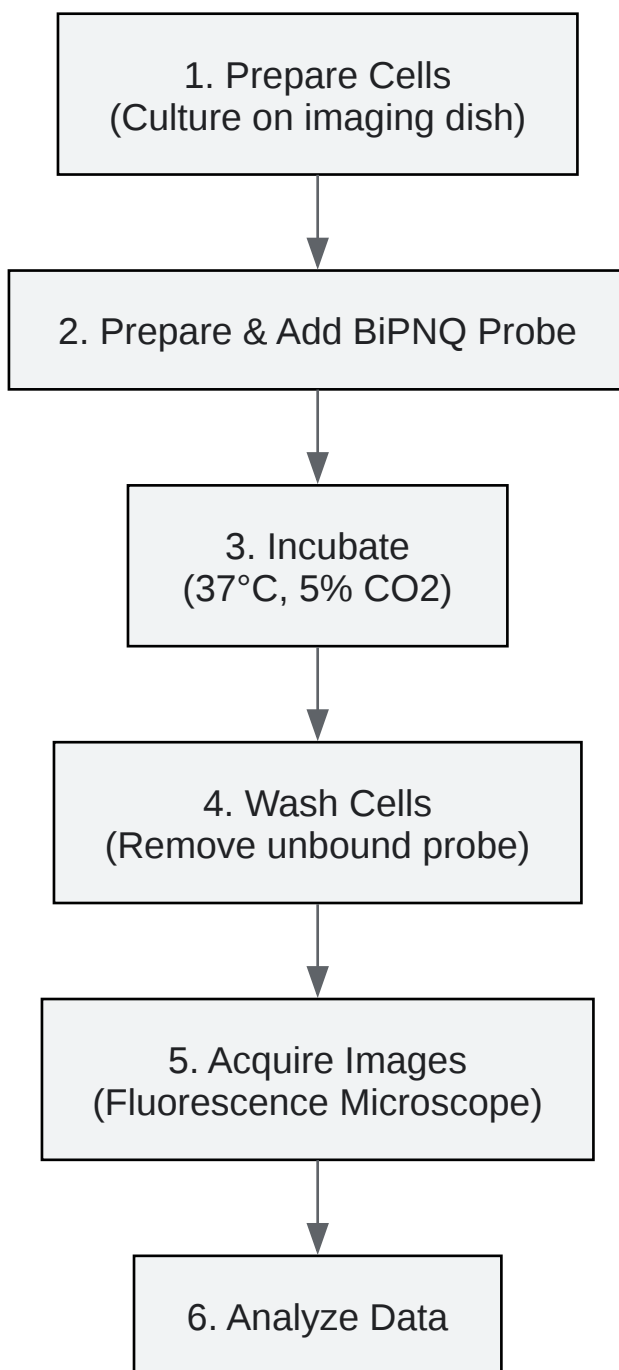 1. Prepare Cells
(Culture on imaging dish)
2. Prepare & Add BiPNQ Probe
3. Incubate
(37°C, 5% CO2)
4. Wash Cells
(Remove unbound probe)
5. Acquire Images
(Fluorescence Microscope)
6. Analyze Data